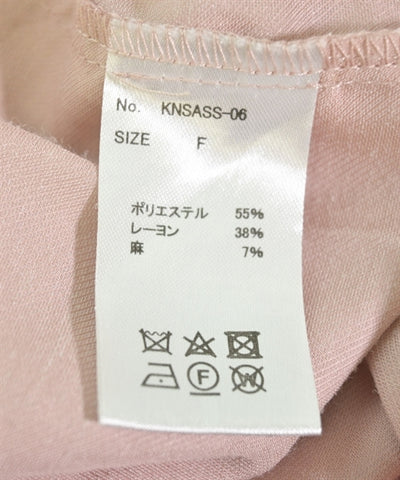 No. KNSASS-06
SIZE F
ポリエステル 55%
レーヨン 38%
麻 7%
F W